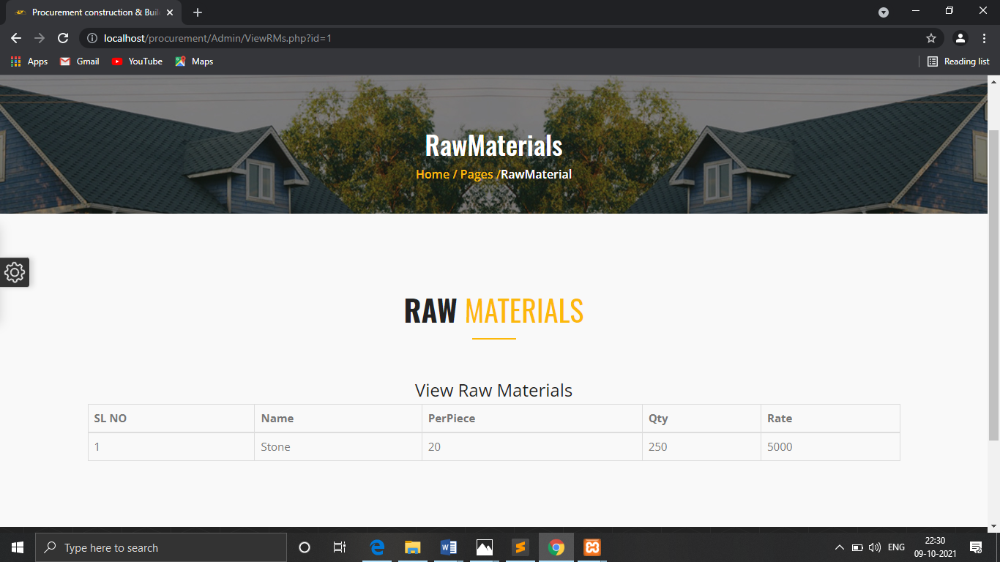 Procurement construction & Buil
localhost/procurement/Admin/ViewRMs.php?id=1
Apps Gmail YouTube Maps Reading list
RawMaterials
Home / Pages /RawMaterial
RAW MATERIALS
View Raw Materials
SL NO Name PerPiece Qty Rate
1 Stone 20 250 5000
Type here to search
ENG
22:30
09-10-2021